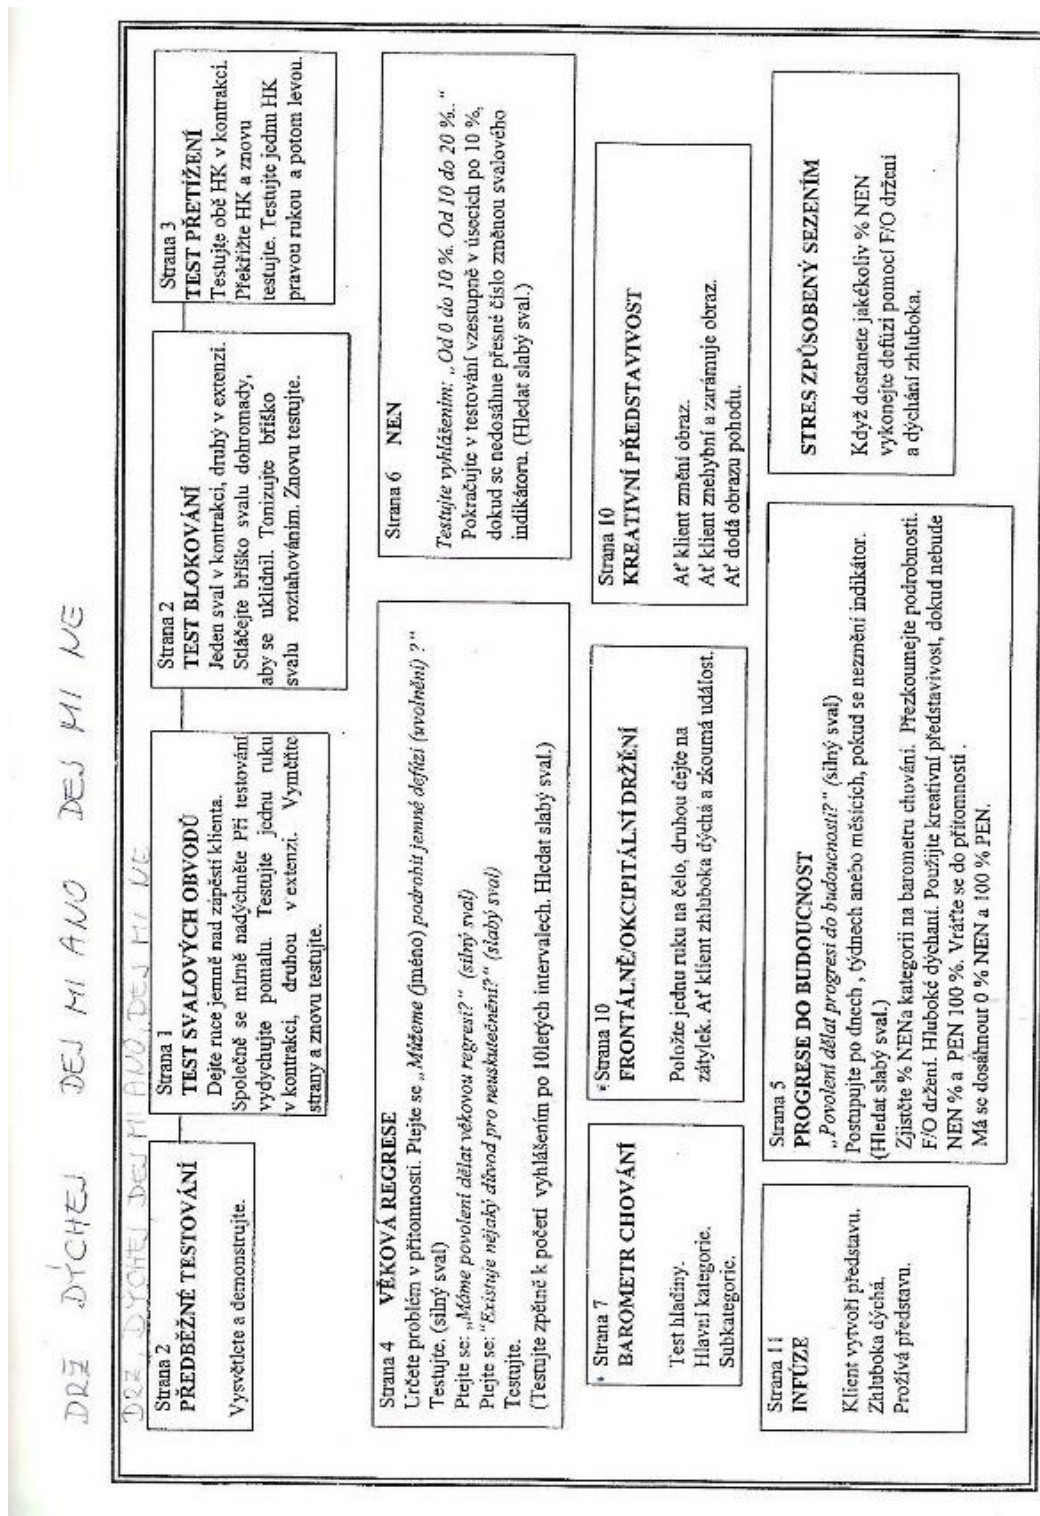 DRŽ DÝCHEJ DEJ MI ANO DEJ MI NE
DRŽ, DÝCHEJ, DEJ MI ANO, DEJ MI NE
Strana 2
PŘEDBĚŽNÉ TESTOVÁNÍ
Vysvětlete a demonstrujte.
Strana 1
TEST SVALOVÝCH OBVODŮ
Dejte ruce jemně nad zápěstí klienta.
Společně se mírně nadýchněte Při testování
vydychujte pomalu. Testujte jednu ruku
v kontrakci, druhou v extenzi. Vyměňte
strany a znovu testujte.
Strana 2
TEST BLOKOVÁNÍ
Jeden sval v kontrakci, druhý v extenzi.
Stláčejte bříško svalu dohromady,
aby se uklidnil. Tonizujte bříško
svalu roztahováním. Znovu testujte.
Strana 3
TEST PŘETÍŽENÍ
Testujte obě HK v kontrakci.
Překřižte HK a znovu
testujte. Testujte jednu HK
pravou rukou a potom levou.
Strana 4 VĚKOVÁ REGRESE
Určete problém v přítomnosti. Ptejte se „Můžeme (jméno) podrobit jemné defúzi (uvolnění) ?"
Testujte. (silný sval)
Ptejte se: „Máme povolení dělat věkovou regresi?" (silný sval)
Ptejte se:"Existuje nějaký důvod pro neuskutečnění?" (slabý sval)
Testujte.
(Testujte zpětně k početí vyhlášením po 10letých intervalech. Hledat slabý sval.)
Strana 6 NEN
Testujte vyhlášením: „Od 0 do 10 %. Od 10 do 20 %.."
Pokračujte v testování vzestupně v úsecích po 10 %,
dokud se nedosáhne přesné číslo změnou svalového
indikátoru. (Hledat slabý sval.)
* Strana 7
BAROMETR CHOVÁNÍ
Test hladiny.
Hlavní kategorie.
Subkategorie.
* Strana 10
FRONTÁLNĚ/OKCIPITÁLNÍ DRŽENÍ
Položte jednu ruku na čelo, druhou dejte na
zátylek. Ať klient zhluboka dýchá a zkoumá událost.
Strana 10
KREATIVNÍ PŘEDSTAVIVOST
Ať klient změní obraz.
Ať klient znehybní a zarámuje obraz.
Ať dodá obrazu pohodu.
Strana 11
INFÚZE
Klient vytvoří představu.
Zhluboka dýchá.
Prožívá představu.
Strana 5
PROGRESE DO BUDOUCNOST
„Povolení dělat progresi do budoucnosti?" (silný sval)
Postupujte po dnech , týdnech anebo měsících, pokud se nezmění indikátor.
(Hledat slabý sval.)
Zjistěte % NENa kategorii na barometru chování. Přezkoumejte podrobnosti.
F/O držení. Hluboké dýchaní. Použijte kreativní představivost, dokud nebude
NEN % a PEN 100 %. Vráťte se do přítomnosti .
Má se dosáhnout 0 % NEN a 100 % PEN.
STRES ZPŮSOBENÝ SEZENÍM
Když dostanete jakékoliv % NEN
vykonejte defúzi pomocí F/O držení
a dýchání zhluboka.